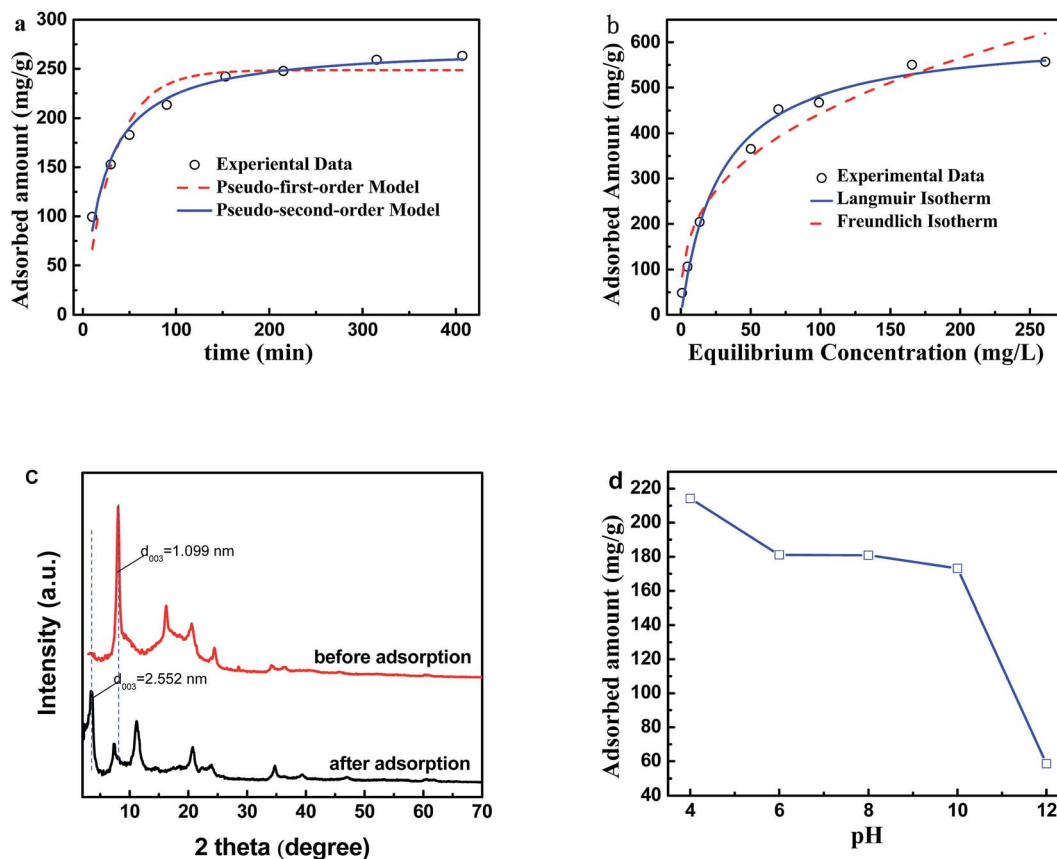 a
300
250
200
150
100
50
0
Adsorbed amount (mg/g)
Experiental Data
Pseudo-first-order Model
Pseudo-second-order Model
0 100 200 300 400
time (min)
b
600
500
400
300
200
100
0
Adsorbed Amount (mg/g)
Experimental Data
Langmuir Isotherm
Freundlich Isotherm
0 50 100 150 200 250
Equilibrium Concentration (mg/L)
c
Intensity (a.u.)
d003=1.099 nm
before adsorption
d003=2.552 nm
after adsorption
10 20 30 40 50 60 70
2 theta (degree)
d
220
200
180
160
140
120
100
80
60
40
Adsorbed amount (mg/g)
4 6 8 10 12
pH